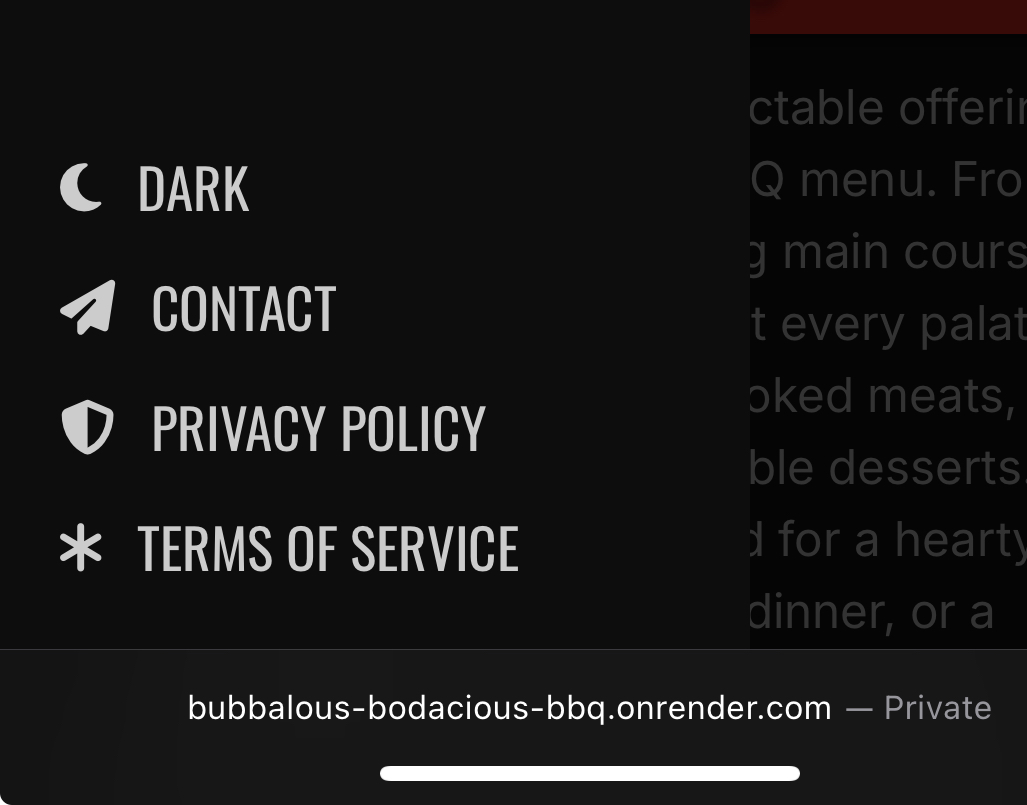 DARK
CONTACT
PRIVACY POLICY
TERMS OF SERVICE
ctable offerin
Q menu. Fro
g main cours
t every palat
oked meats,
ble desserts.
d for a hearty
dinner, or a
bubbalous-bodacious-bbq.onrender.com — Private